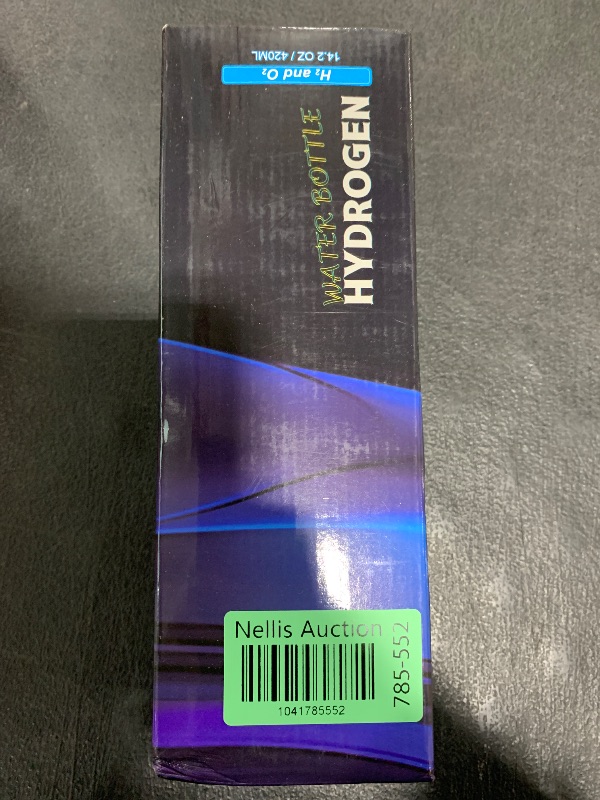 14.2 OZ / 420ML
H₂ and O₂
WATER BOTTLE
HYDROGEN
Nellis Auction
1041785552
785-552